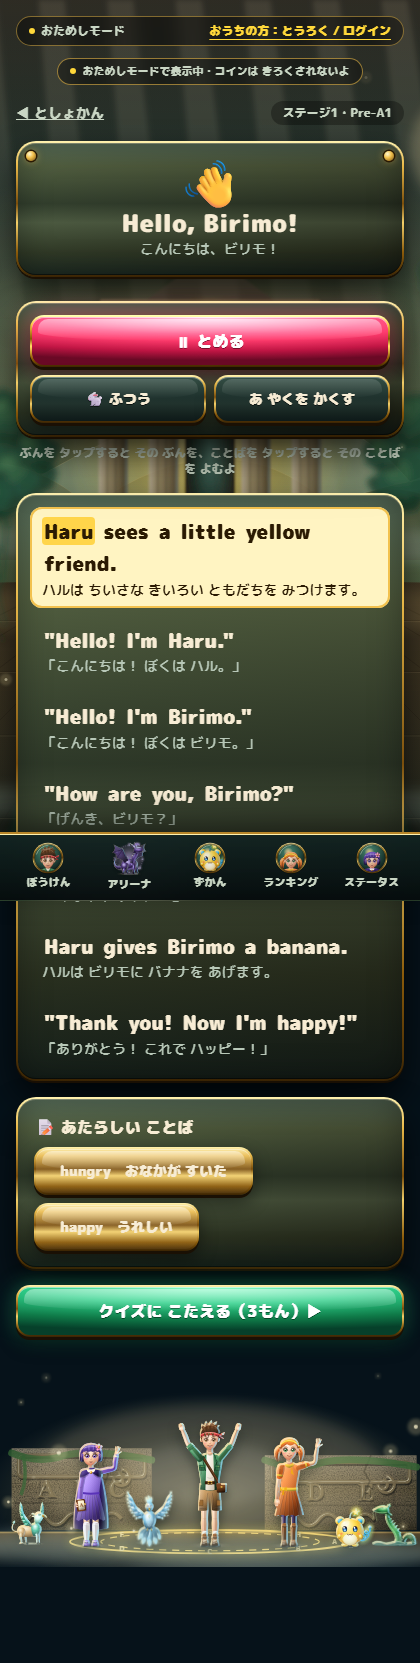 おためしモード
おうちの方：とうろく / ログイン
おためしモードで表示中・コインは きろくされないよ
◀ としょかん
ステージ1・Pre-A1
Hello, Birimo!
こんにちは、ビリモ！
⏸ とめる
ふつう
あ やくを かくす
ぶんを タップすると その ぶんを、ことばを タップすると その ことば
を よむよ
Haru sees a little yellow
friend.
ハルは ちいさな きいろい ともだちを みつけます。
"Hello! I'm Haru."
「こんにちは！ ぼくは ハル。」
"Hello! I'm Birimo."
「こんにちは！ ぼくは ビリモ。」
"How are you, Birimo?"
「げんき、ビリモ？」
ぼうけん
アリーナ
ずかん
ランキング
ステータス
Haru gives Birimo a banana.
ハルは ビリモに バナナを あげます。
"Thank you! Now I'm happy!"
「ありがとう！ これで ハッピー！」
あたらしい ことば
hungry おなかが すいた
happy うれしい
クイズに こたえる（3もん）▶